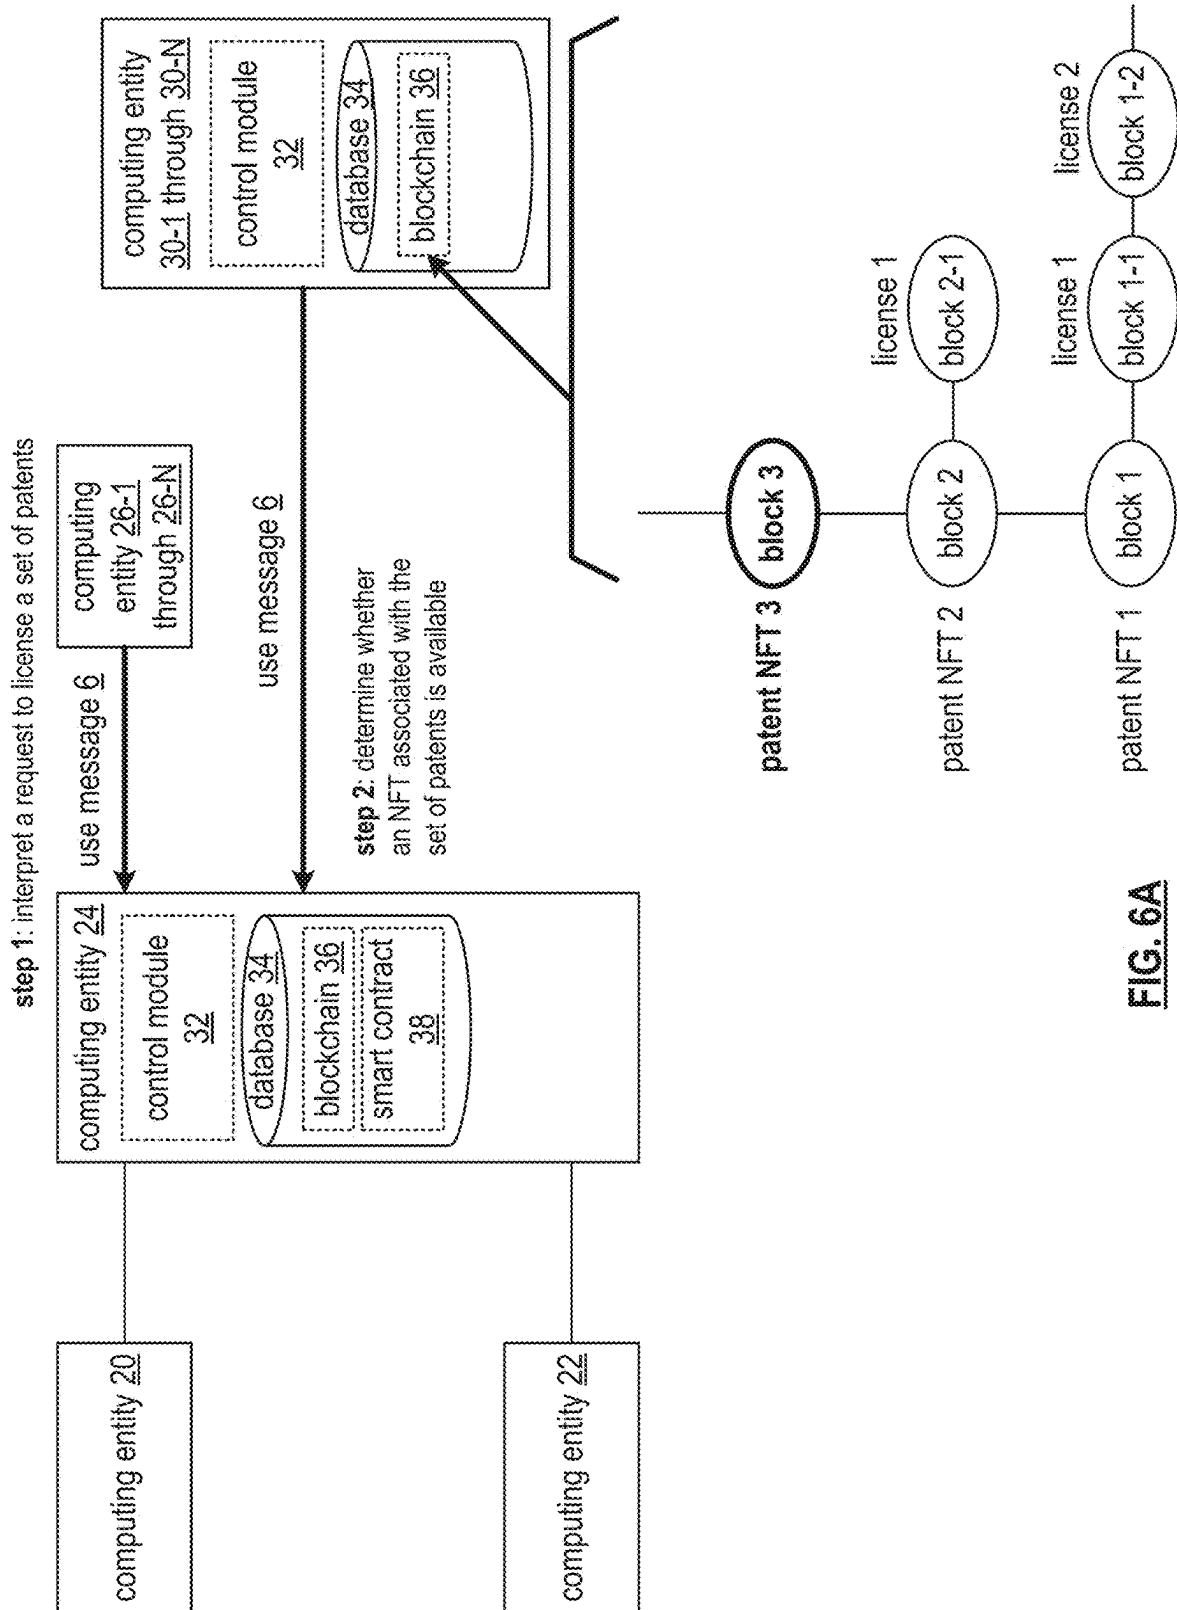 step 1: interpret a request to license a set of patents
computing entity 20
computing entity 22
computing entity 24
control module
32
database 34
blockchain 36
smart contract
38
use message 6
computing
entity 26-1
through 26-N
use message 6
step 2: determine whether
an NFT associated with the
set of patents is available
computing entity
30-1 through 30-N
control module
32
database 34
blockchain 36
patent NFT 3
block 3
patent NFT 2
block 2
license 1
block 2-1
patent NFT 1
block 1
license 1
block 1-1
license 2
block 1-2
FIG. 6A